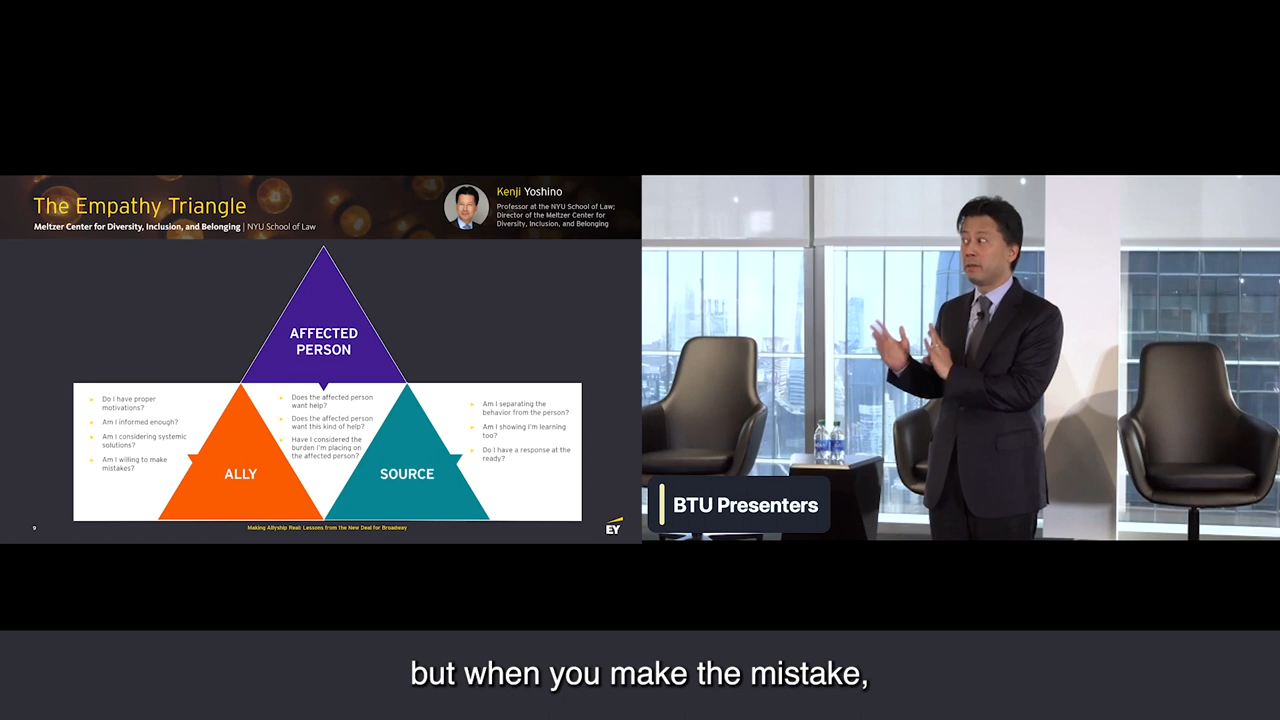 The Empathy Triangle
Meltzer Center for Diversity, Inclusion, and Belonging | NYU School of Law
Kenji Yoshino
Professor at the NYU School of Law;
Director of the Meltzer Center for
Diversity, Inclusion, and Belonging
AFFECTED
PERSON
Do I have proper
motivations?
Am I informed enough?
Am I considering systemic
solutions?
Am I willing to make
mistakes?
ALLY
Does the affected person
want help?
Does the affected person
want this kind of help?
Have I considered the
burden I'm placing on
the affected person?
SOURCE
Am I separating the
behavior from the person?
Am I showing I'm learning
too?
Do I have a response at the
ready?
9
Making Allyship Real: Lessons from the New Deal for Broadway
EY
BTU Presenters
but when you make the mistake,